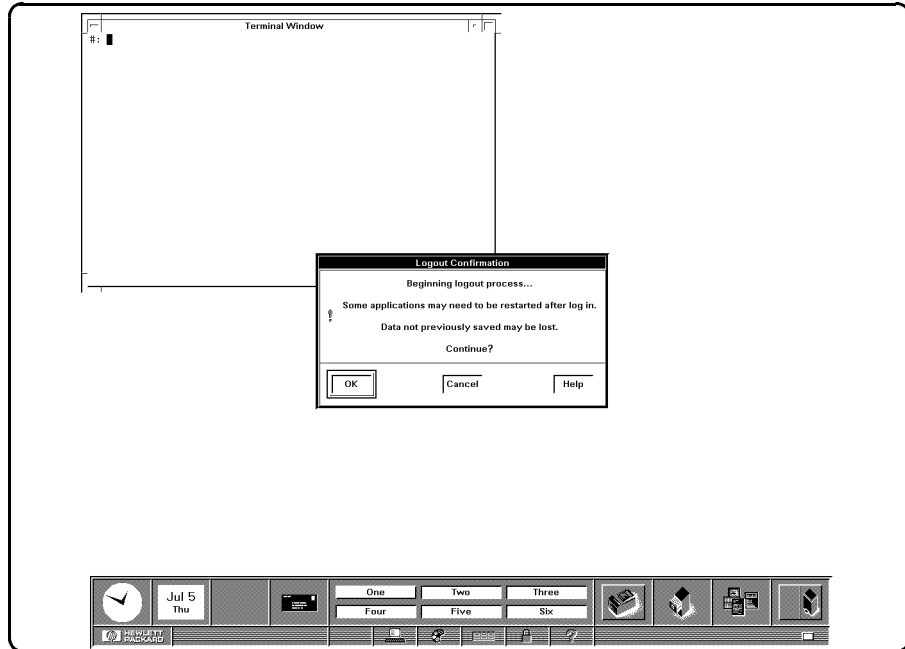 Terminal Window
#:
Logout Confirmation
Beginning logout process...
Some applications may need to be restarted after log in.
Data not previously saved may be lost.
Continue?
OK
Cancel
Help
Jul 5
Thu
One
Two
Three
Four
Five
Six
hp HEWLETT
PACKARD